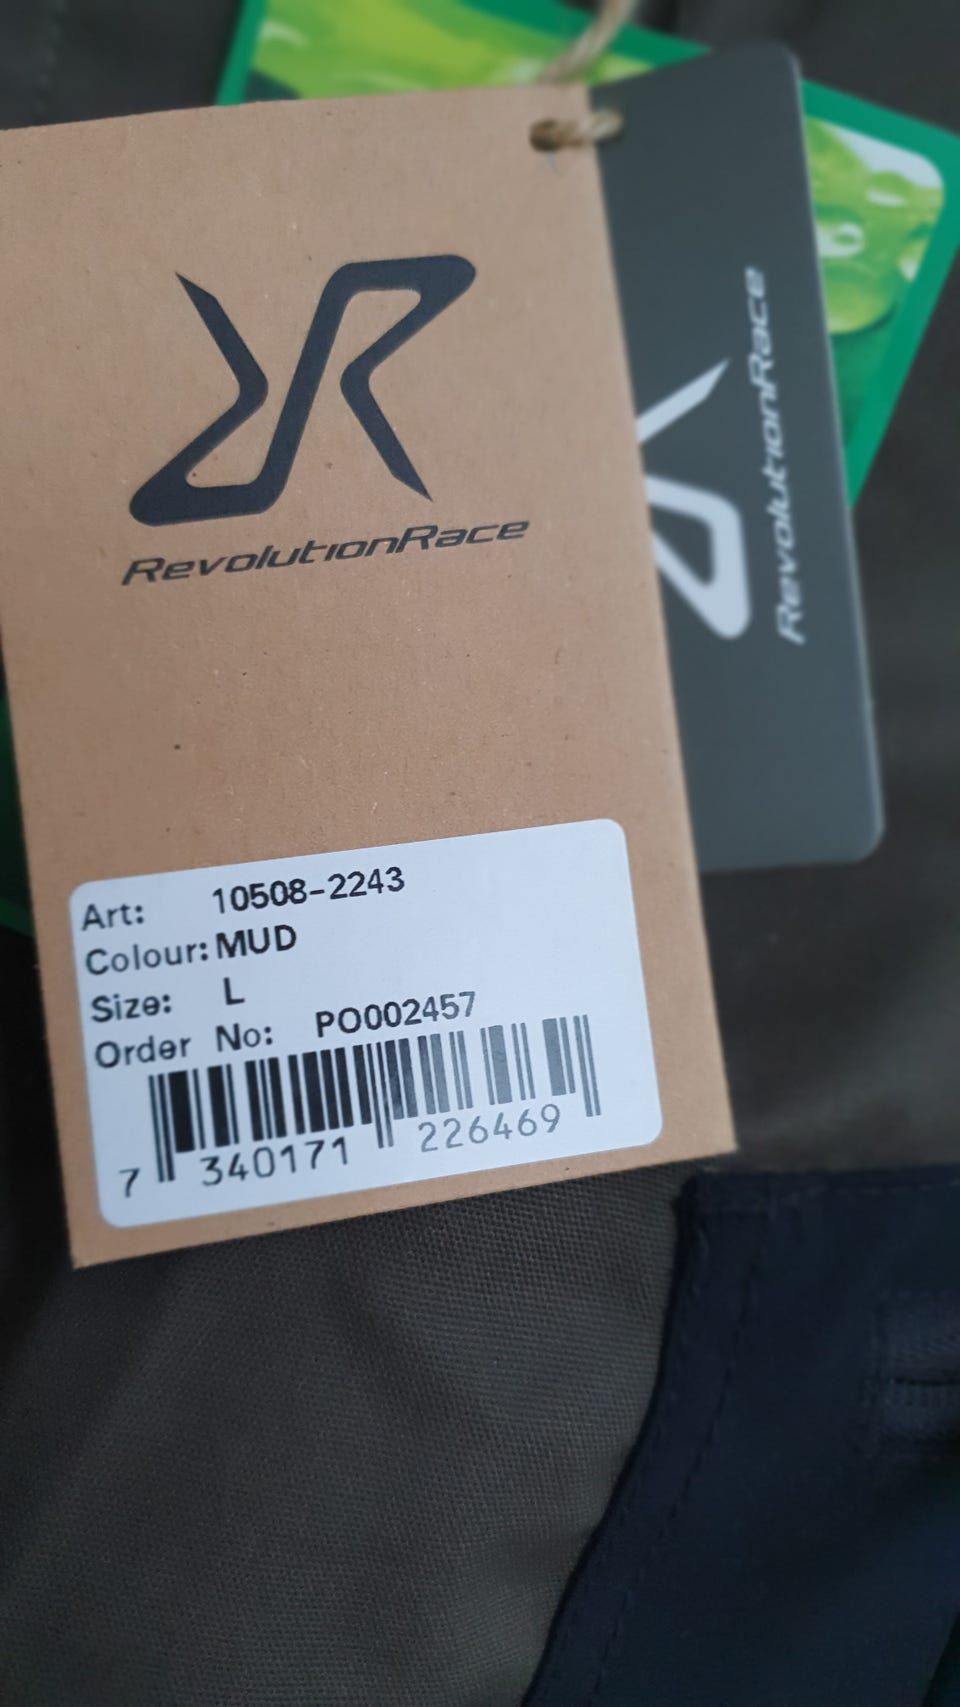 RevolutionRace
RevolutionRace
Art: 10508-2243
Colour: MUD
Size: L
Order No: PO002457
7 340171 226469